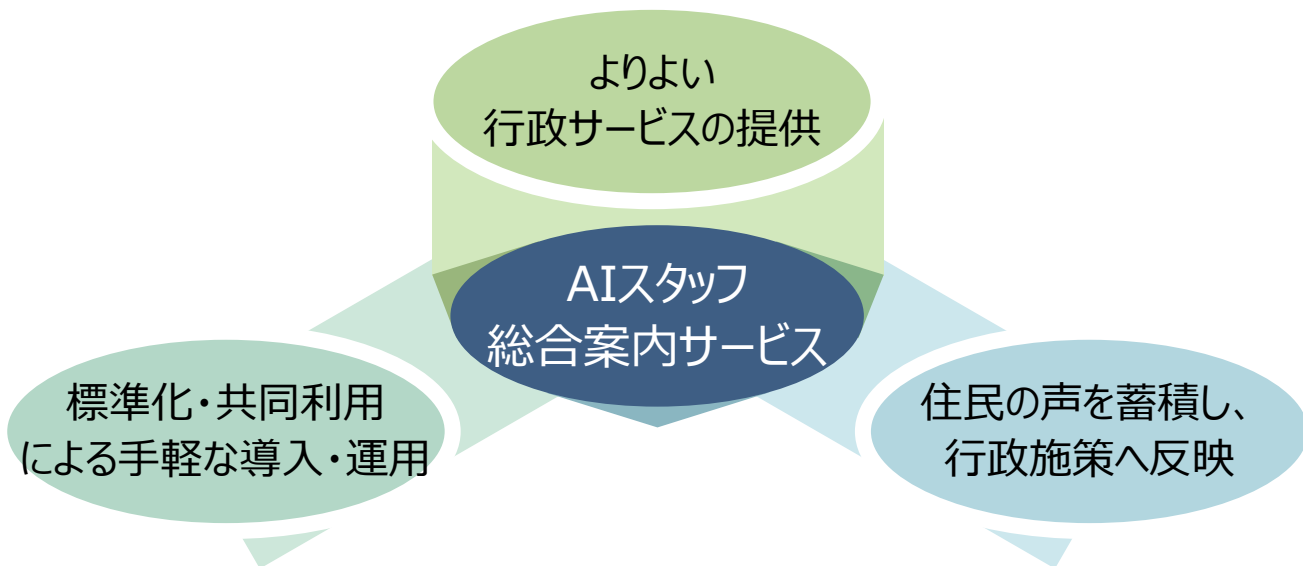 よりよい
行政サービスの提供
AIスタッフ
総合案内サービス
標準化・共同利用
による手軽な導入・運用
住民の声を蓄積し、
行政施策へ反映